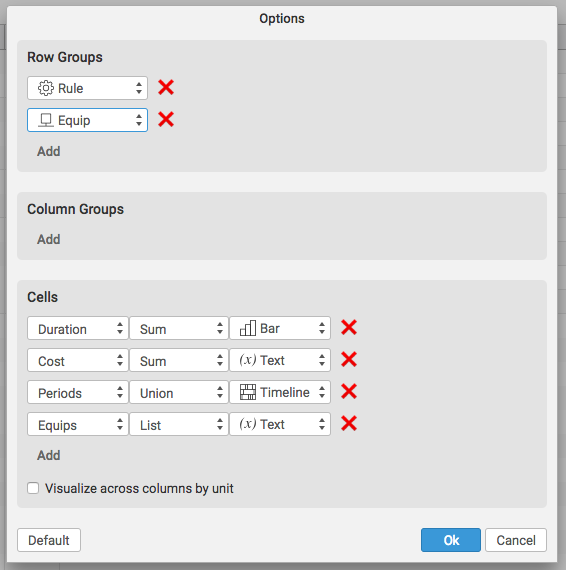 Options
Row Groups
Rule
Equip
Add
Column Groups
Add
Cells
Duration Sum Bar
Cost Sum (x) Text
Periods Union Timeline
Equips List (x) Text
Add
Visualize across columns by unit
Default Ok Cancel